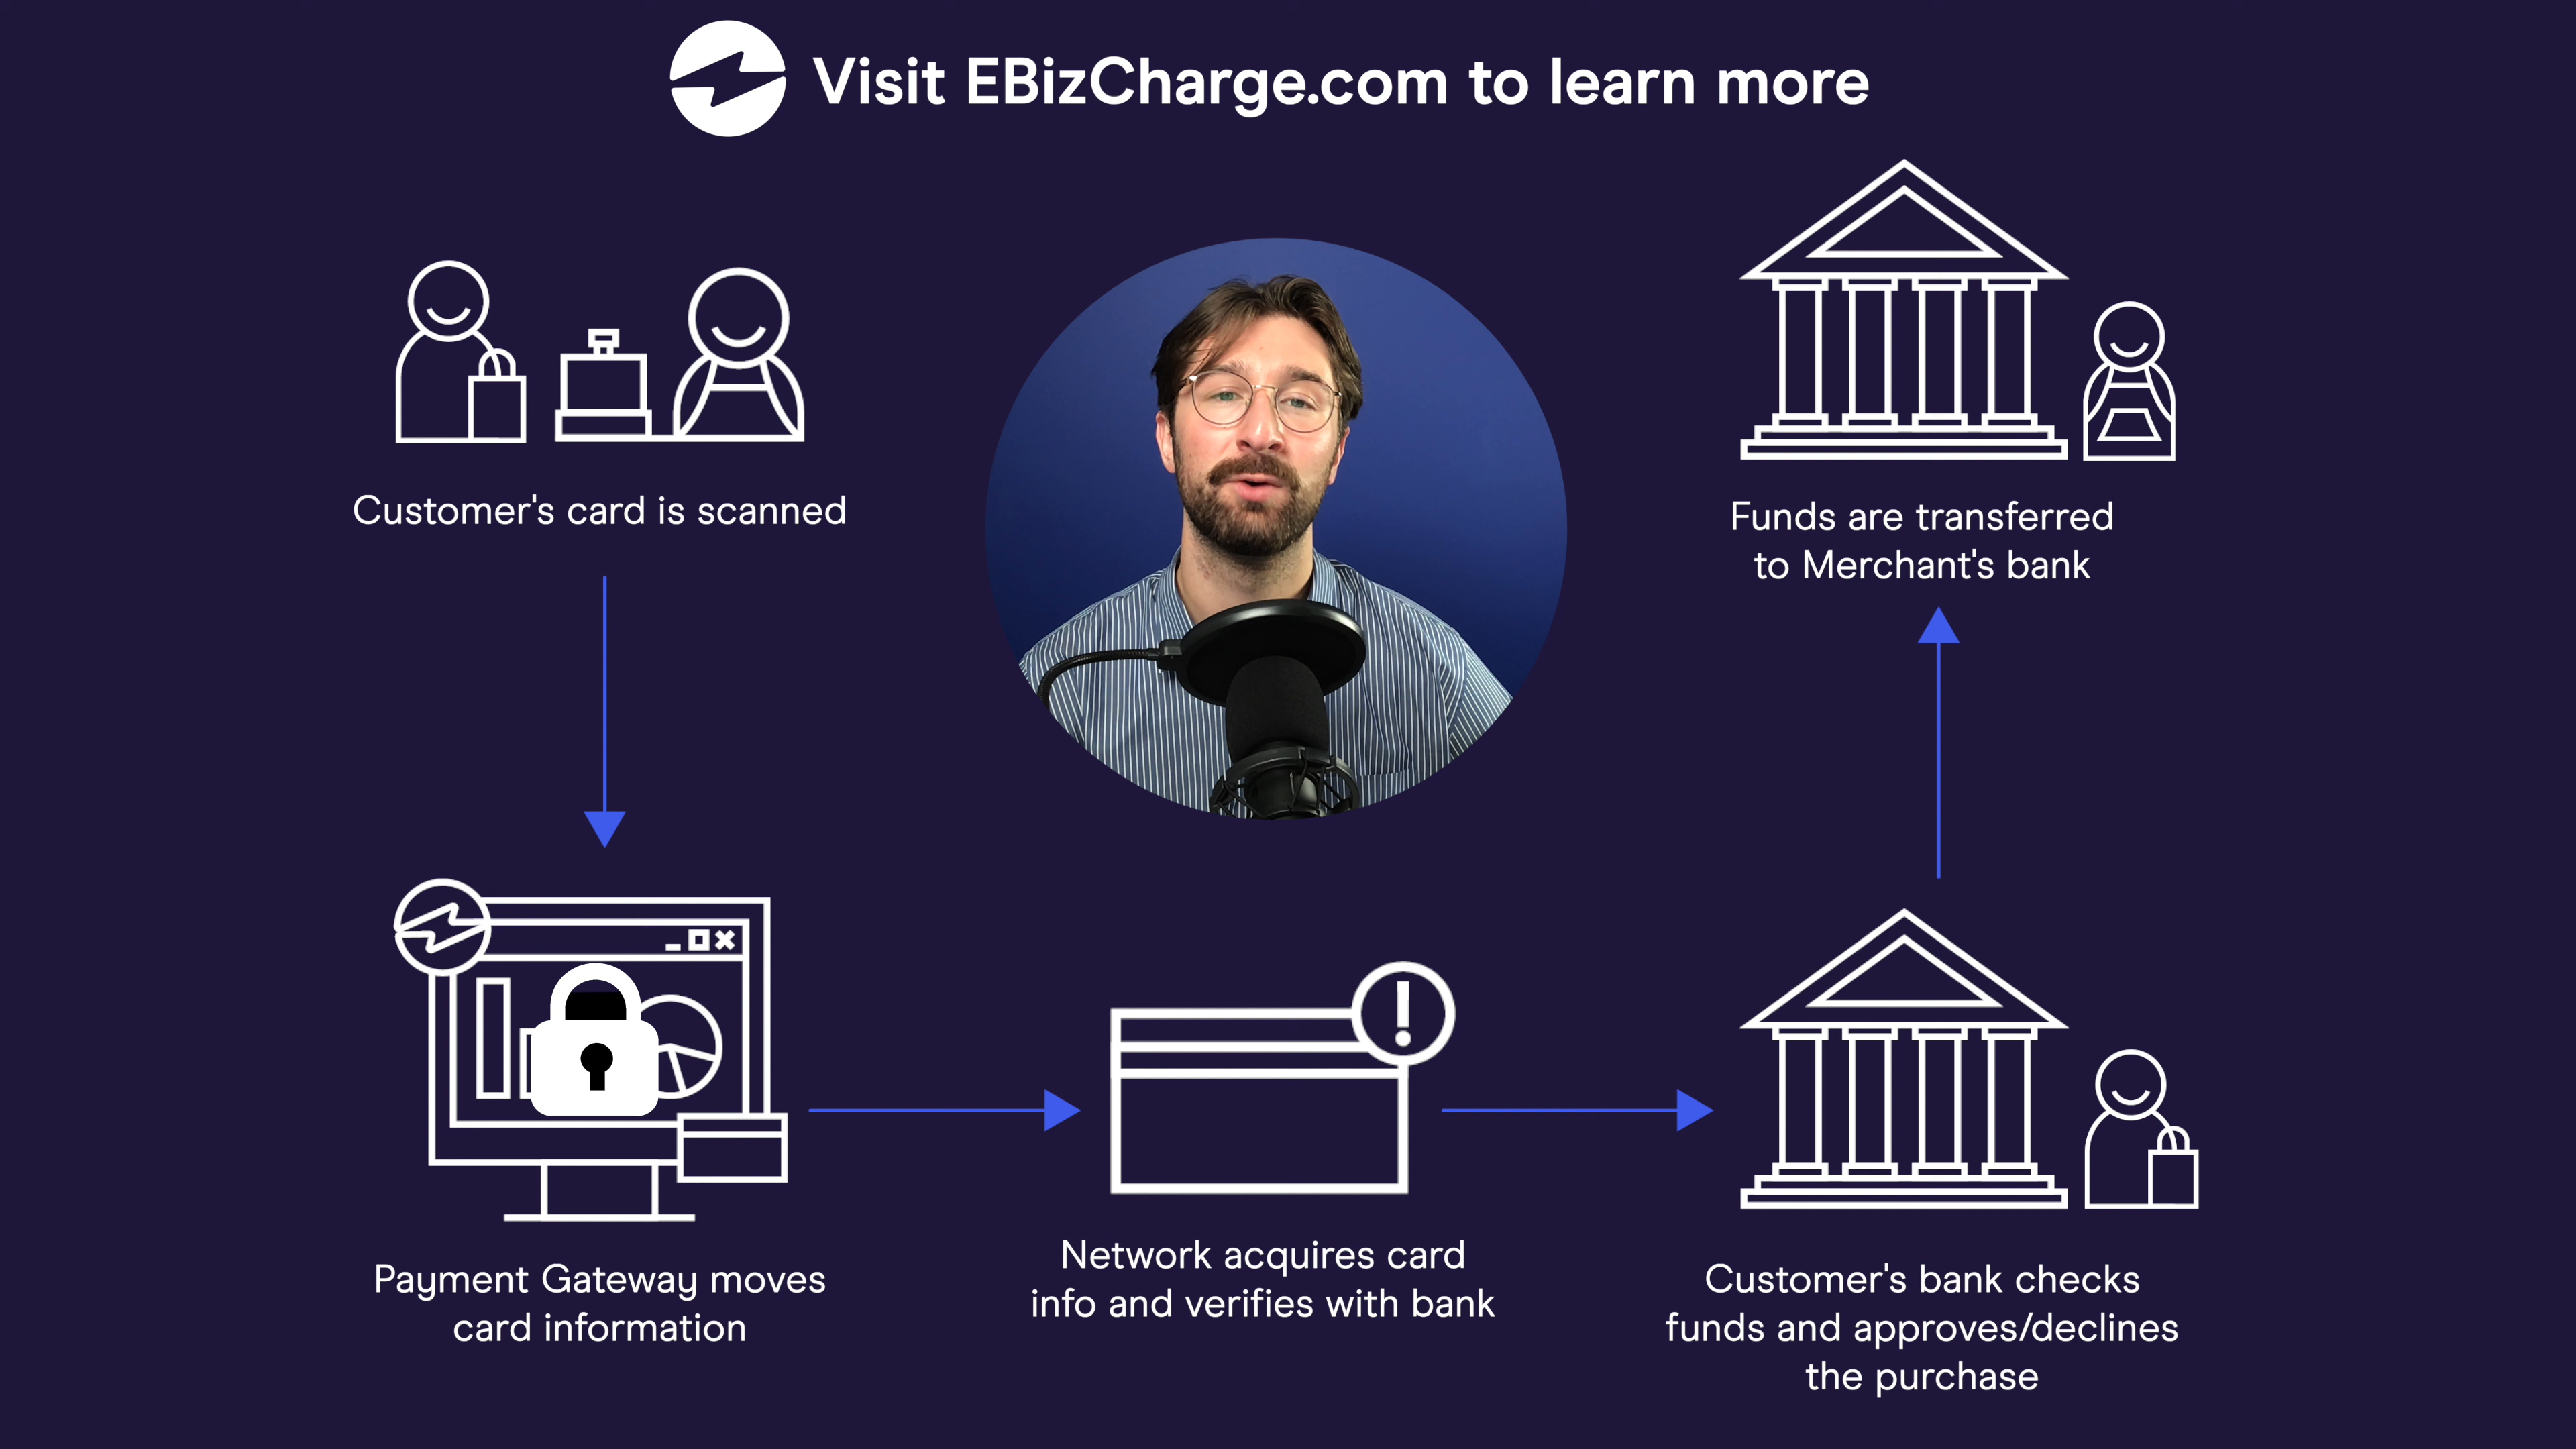 Visit EBizCharge.com to learn more
Customer's card is scanned
Funds are transferred
to Merchant's bank
Payment Gateway moves
card information
Network acquires card
info and verifies with bank
Customer's bank checks
funds and approves/declines
the purchase